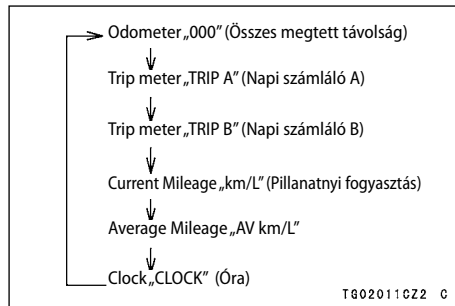 Odometer „000” (Összes megtett távolság)
Trip meter „TRIP A” (Napi számláló A)
Trip meter „TRIP B” (Napi számláló B)
Current Mileage „km/L” (Pillanatnyi fogyasztás)
Average Mileage „AV km/L”
Clock „CLOCK” (Óra)
TG02011CZ2 C